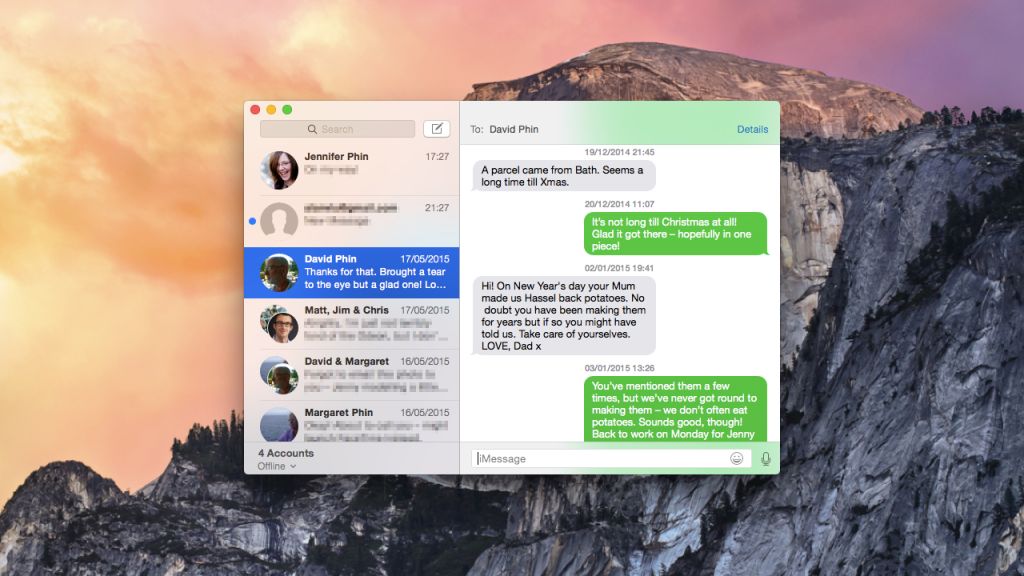 Search
Jennifer Phin 17:27
21:27
David Phin 17/05/2015
Thanks for that. Brought a tear
to the eye but a glad one! Lo…
Matt, Jim & Chris 17/05/2015
David & Margaret 16/05/2015
Margaret Phin 16/05/2015
4 Accounts
Offline
To: David Phin Details
19/12/2014 21:45
A parcel came from Bath. Seems a
long time till Xmas.
20/12/2014 11:07
It's not long till Christmas at all!
Glad it got there – hopefully in one
piece!
02/01/2015 19:41
Hi! On New Year's day your Mum
made us Hassel back potatoes. No
doubt you have been making them
for years but if so you might have
told us. Take care of yourselves.
LOVE, Dad x
03/01/2015 13:26
You've mentioned them a few
times, but we've never got round to
making them – we don't often eat
potatoes. Sounds good, though!
Back to work on Monday for Jenny
iMessage